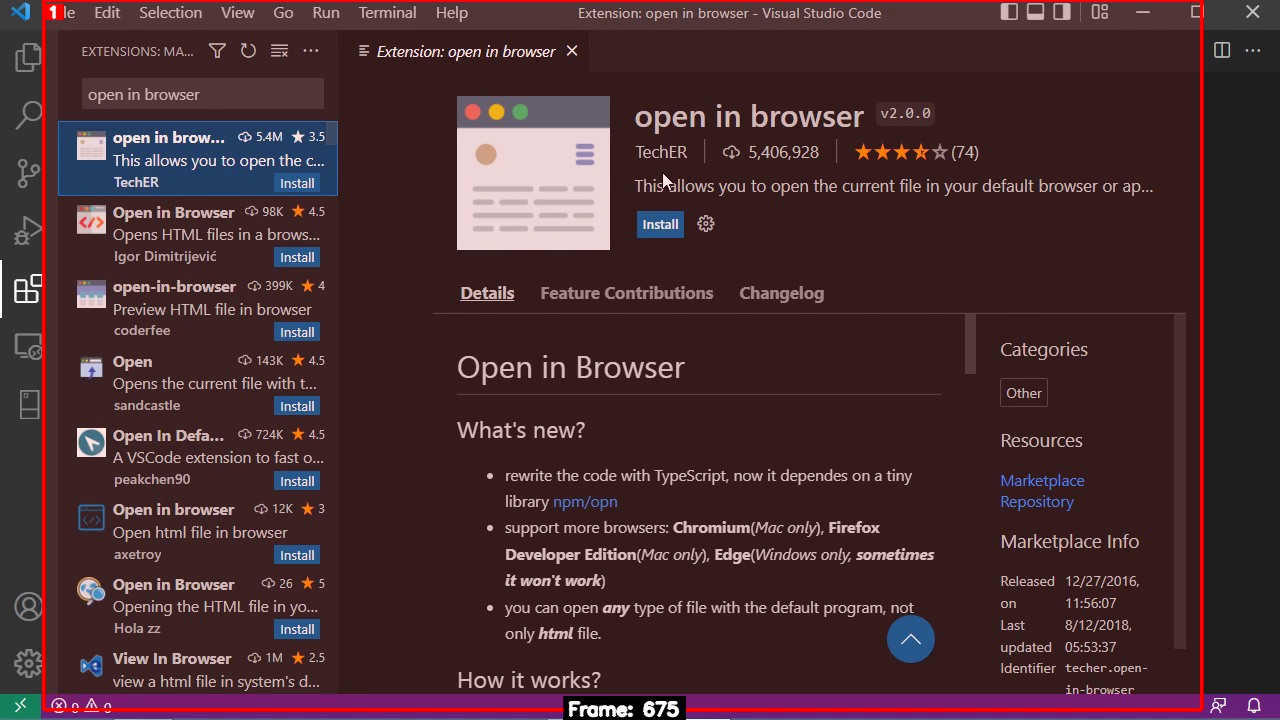 1le Edit Selection View Go Run Terminal Help Extension: open in browser - Visual Studio Code
EXTENSIONS: MA...
Extension: open in browser
open in browser
open in brow... 5.4M 3.5
This allows you to open the c...
TechER Install
Open in Browser 98K 4.5
Opens HTML files in a brows...
Igor Dimitrijević Install
open-in-browser 399K 4
Preview HTML file in browser
coderfee Install
Open 143K 4.5
Opens the current file with t...
sandcastle Install
Open In Defa... 724K 4.5
A VSCode extension to fast o...
peakchen90 Install
Open in browser 12K 3
Open html file in browser
axetroy Install
Open in Browser 26 5
Opening the HTML file in yo...
Hola zz Install
View In Browser 1M 2.5
view a html file in system's d...
open in browser v2.0.0
TechER 5,406,928 (74)
This allows you to open the current file in your default browser or ap...
Install
Details Feature Contributions Changelog
Open in Browser
What's new?
rewrite the code with TypeScript, now it dependes on a tiny
library npm/opn
support more browsers: Chromium(Mac only), Firefox
Developer Edition(Mac only), Edge(Windows only, sometimes
it won't work)
you can open any type of file with the default program, not
only html file.
How it works?
Categories
Other
Resources
Marketplace
Repository
Marketplace Info
Released 12/27/2016,
on 11:56:07
Last 8/12/2018,
updated 05:53:37
Identifier techer.open-
in-browser
0 0
Frame: 675